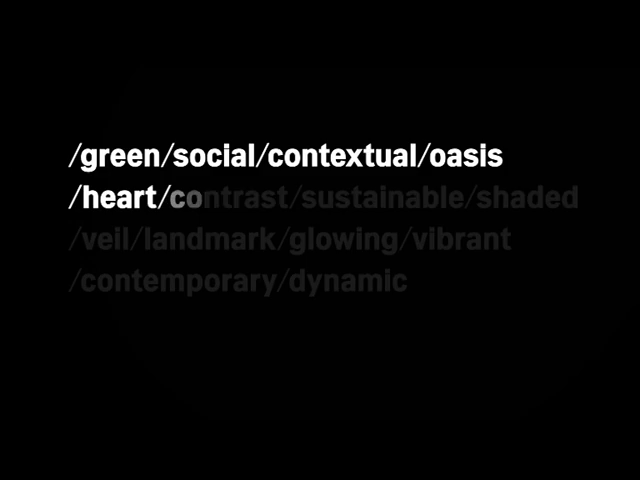 /green/social/contextual/oasis
/heart/contrast/sustainable/shaded
/veil/landmark/glowing/vibrant
/contemporary/dynamic